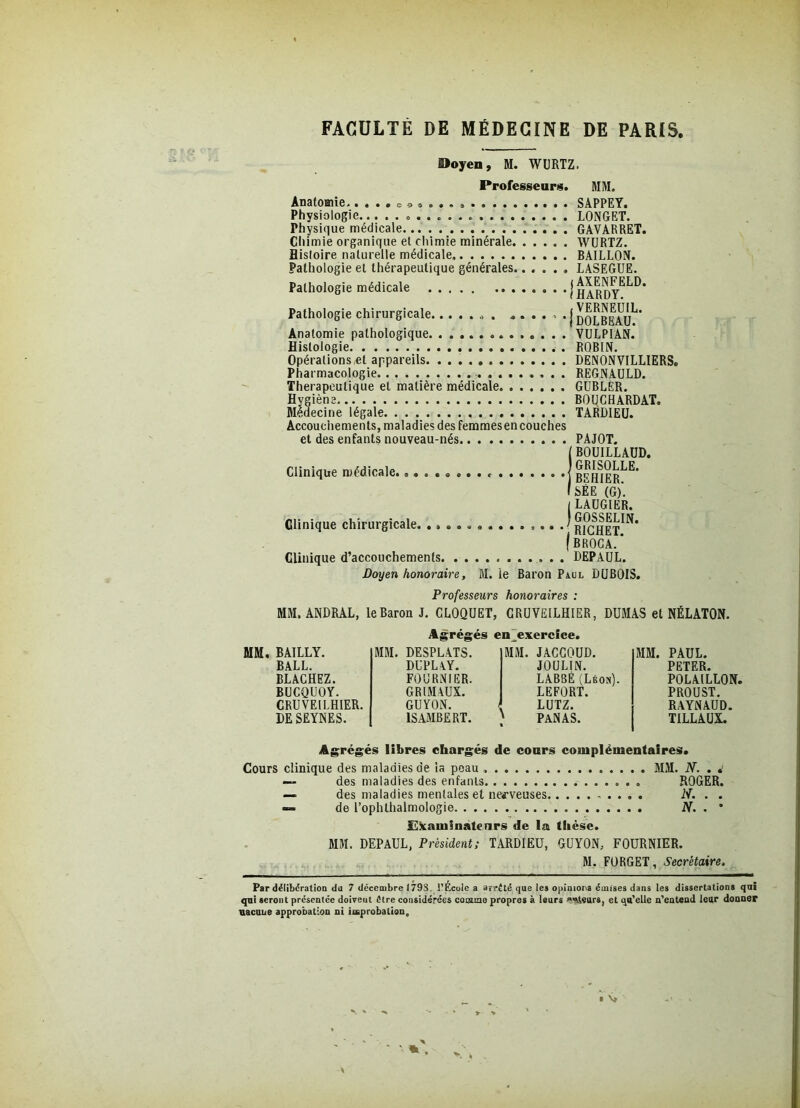 FACULTÉ DE MÉDECINE DE PARIS.
Doyen, M. WURTZ.
Professeurs. MM.
Anatomie. . . . . . . . . . . . . . . . . . SAPPEY.
Physiologie. . . . . . . . . . . . . . . . . LONGET.
Physique médicale. . . . . . . . . . . . . . GAVARRET.
Chimie organique et chimie minérale. . . . . . WURTZ.
Histoire naturelle médicale. . . . . . . . . . BAILLON.
Pathologie et thérapeutique générales. . . . . LASEGUE.
Pathologie médicale . . . . . . . . . . . . { AXENFELD.
HARDY.
Pathologie chirurgicale. . . . . . . . . . . { VERNEUIL.
DOLBEAU.
Anatomie pathologique. . . . . . . . . . . . VULPIAN.
Histologie. . . . . . . . . . . . . . . . . ROBIN.
Opérations et appareils. . . . . . . . . . . DENONVILLIERS.
Pharmacologie. . . . . . . . . . . . . . . . REGNAULD.
Therapeutique et matière médicale. . . . . . . GUBLER.
Hygiène. . . . . . . . . . . . . . . . . . . BOUCHARDAT.
Médecine légale. . . . . . . . . . . . . . . TARDIEU.
Accouchements, maladies des femmes en couches
et des enfants nouveau-nés. . . . . . . . . . PAJOT.
Clinique médicale. . . . . . . . . . . . . . { BOUILLAUD.
GRISOLLE.
BEHIER.
SÉE (G).
Clinique chirurgicale. . . . . . . . . . . . { LAUGIER.
GOSSELIN.
RICHET.
BROCA.
Clinique d'accouchements. . . . . . . . . . . DEPAUL.
Doyen honoraire, M. le Baron PAUL DUBOIS.
Professeurs honoraires :
MM. ANDRAL, le Baron J. CLOQUET, CRUVEILHIER, DUMAS et NÉLATON.
Agrégés en exercice.
MM. BAILLY. MM. DESPLATS. MM. JACCOUD. MM. PAUL.
BALL. DUPLAY. JOULIN. PETER.
BLACHEZ. FOURNIER. LABBÉ (LÉON). POLAILLON.
BUCQUOY. GRIMAUX. LEFORT. PROUST.
CRUVEILHIER. GUYON. LUTZ. RAYNAUD.
DE SEYNES. ISAMBERT. PANAS. TILLAUX.
Agrégés libres chargés de cours complémentaires.
Cours clinique des maladies de la peau . . . . . . . . . . MM. N. . .
— des maladies des enfants. . . . . . . . . . . . ROGER.
— des maladies mentales et nerveuses. . . . . . . . N. . .
— de l'ophthalmologie. . . . . . . . . . . . . . N. . .
Examinateurs de la thèse.
MM. DEPAUL, Président; TARDIEU, GUYON, FOURNIER.
M. FORGET, Secrétaire.
Par délibération du 7 décembre 1798, l'École a arrêté que les opinions émises dans les dissertations qui
qui seront présentée doivent être considérées comme propres à leurs auteurs, et qu'elle n'entend leur donner
aucune approbation ni improbation.